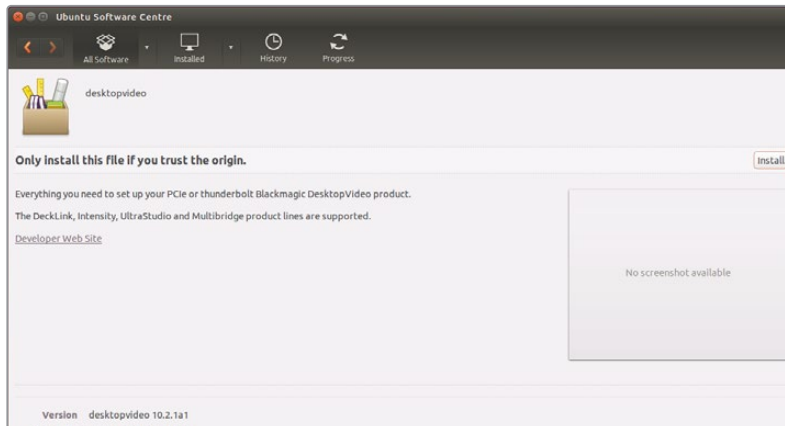 Ubuntu Software Centre
All Software
Installed
History
Progress
desktopvideo
Only install this file if you trust the origin.
Install
Everything you need to set up your PCIe or thunderbolt Blackmagic DesktopVideo product.
The DeckLink, Intensity, UltraStudio and Multibridge product lines are supported.
Developer Web Site
No screenshot available
Version desktopvideo 10.2.1a1